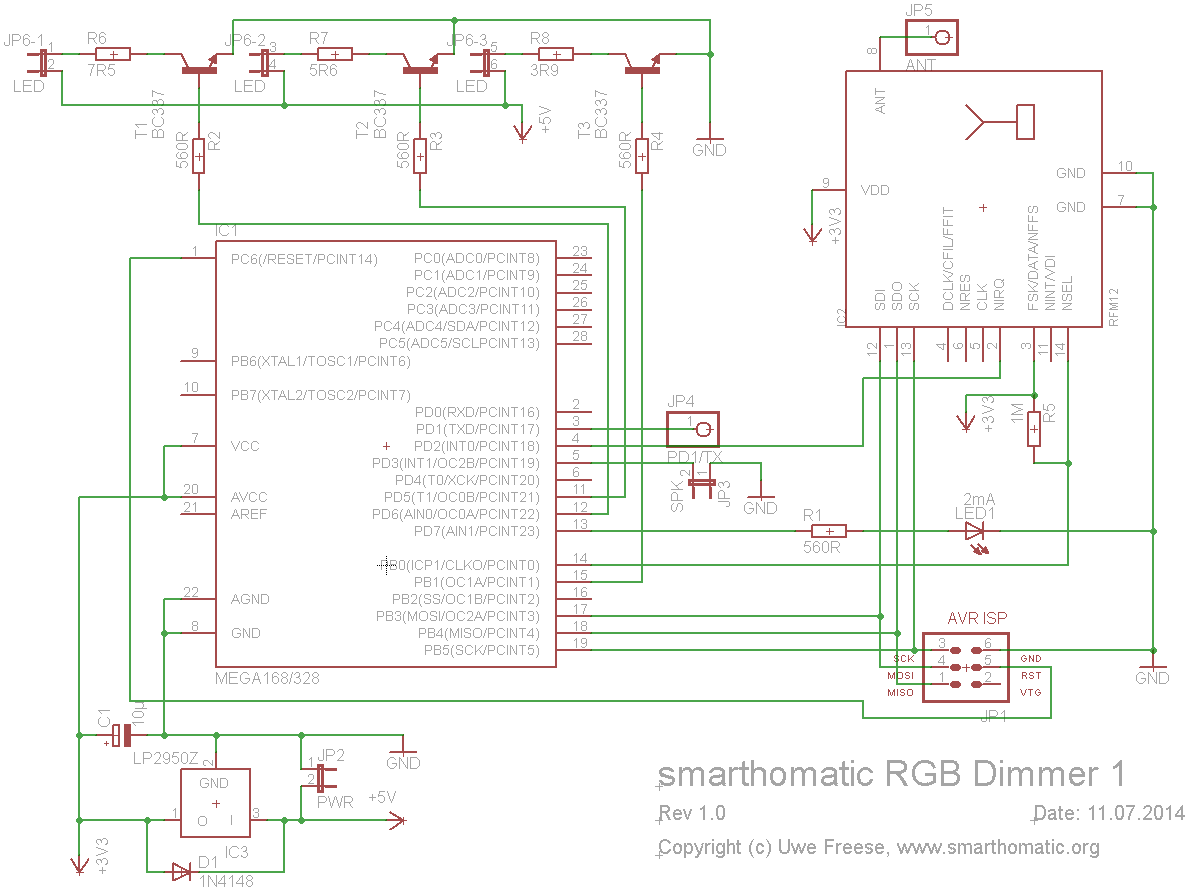 JP5
1
ANT
8
JP6-1
1
2
LED
R6
7R5
JP6-2
3
4
LED
R7
5R6
JP6-3
5
6
LED
R8
3R9
T1
BC337
560R
R2
T2
BC337
560R
R3
+5V
T3
BC337
560R
R4
GND
ANT
9
VDD
+3V3
GND
10
GND
7
SDI
SDO
SCK
DCLK/CFIL/FFIT
NRES
CLK
NIRQ
FSK/DATA/NFFS
NINT/VDI
NSEL
IC2
RFM12
12
1
13
4
6
5
2
3
11
14
+3V3
1M
R5
IC1
1
PC6(/RESET/PCINT14)
PC0(ADC0/PCINT8)
23
PC1(ADC1/PCINT9)
24
PC2(ADC2/PCINT10)
25
PC3(ADC3/PCINT11)
26
PC4(ADC4/SDA/PCINT12)
27
PC5(ADC5/SCLPCINT13)
28
9
PB6(XTAL1/TOSC1/PCINT6)
10
PB7(XTAL2/TOSC2/PCINT7)
PD0(RXD/PCINT16)
2
PD1(TXD/PCINT17)
3
7
VCC
PD2(INT0/PCINT18)
4
PD3(INT1/OC2B/PCINT19)
5
PD4(T0/XCK/PCINT20)
6
20
AVCC
PD5(T1/OC0B/PCINT21)
11
21
AREF
PD6(AIN0/OC0A/PCINT22)
12
PD7(AIN1/PCINT23)
13
PB0(ICP1/CLKO/PCINT0)
14
PB1(OC1A/PCINT1)
15
22
AGND
PB2(SS/OC1B/PCINT2)
16
PB3(MOSI/OC2A/PCINT3)
17
8
GND
PB4(MISO/PCINT4)
18
PB5(SCK/PCINT5)
19
MEGA168/328
JP4
1
PD1/TX
SPK
2
1
JP3
GND
R1
560R
2mA
LED1
AVR ISP
3
6
SCK
GND
4
5
MOSI
RST
1
2
MISO
VTG
JP1
GND
C1
10µ
LP2950Z
2
GND
O
I
1
3
IC3
D1
1N4148
+3V3
JP2
1
2
PWR
GND
+5V
smarthomatic RGB Dimmer 1
Rev 1.0
Date: 11.07.2014
Copyright (c) Uwe Freese, www.smarthomatic.org